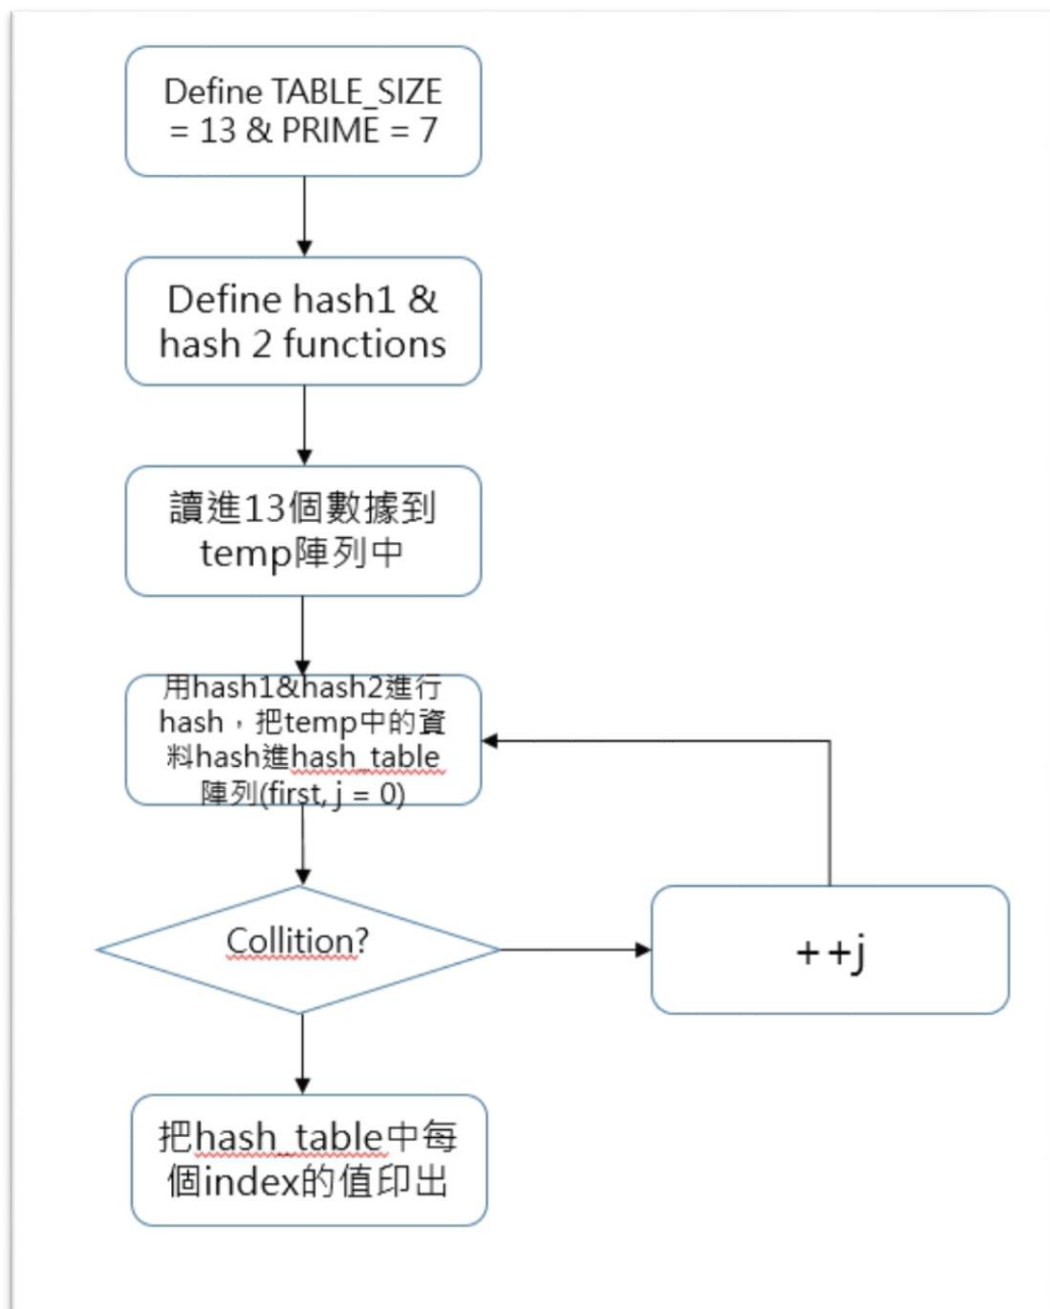 Define TABLE_SIZE
= 13 & PRIME = 7
Define hash1 &
hash 2 functions
讀進13個數據到
temp陣列中
用hash1&hash2進行
hash，把temp中的資
料hash進hash_table
陣列(first, j = 0)
Collition?
++j
把hash_table中每
個index的值印出